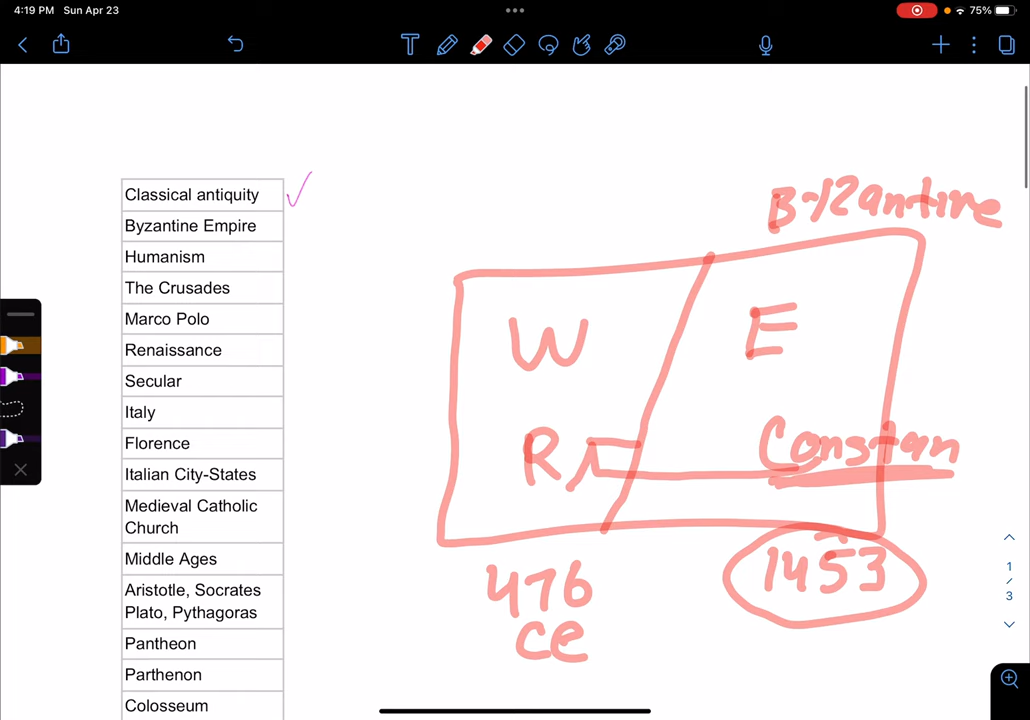 4:19 PM Sun Apr 23
75%
T
Classical antiquity
Byzantine Empire
Humanism
The Crusades
Marco Polo
Renaissance
Secular
Italy
Florence
Italian City-States
Medieval Catholic
Church
Middle Ages
Aristotle, Socrates
Plato, Pythagoras
Pantheon
Parthenon
Colosseum
Byzantine
W E
R Constan
476 1453
CE
1
/
3